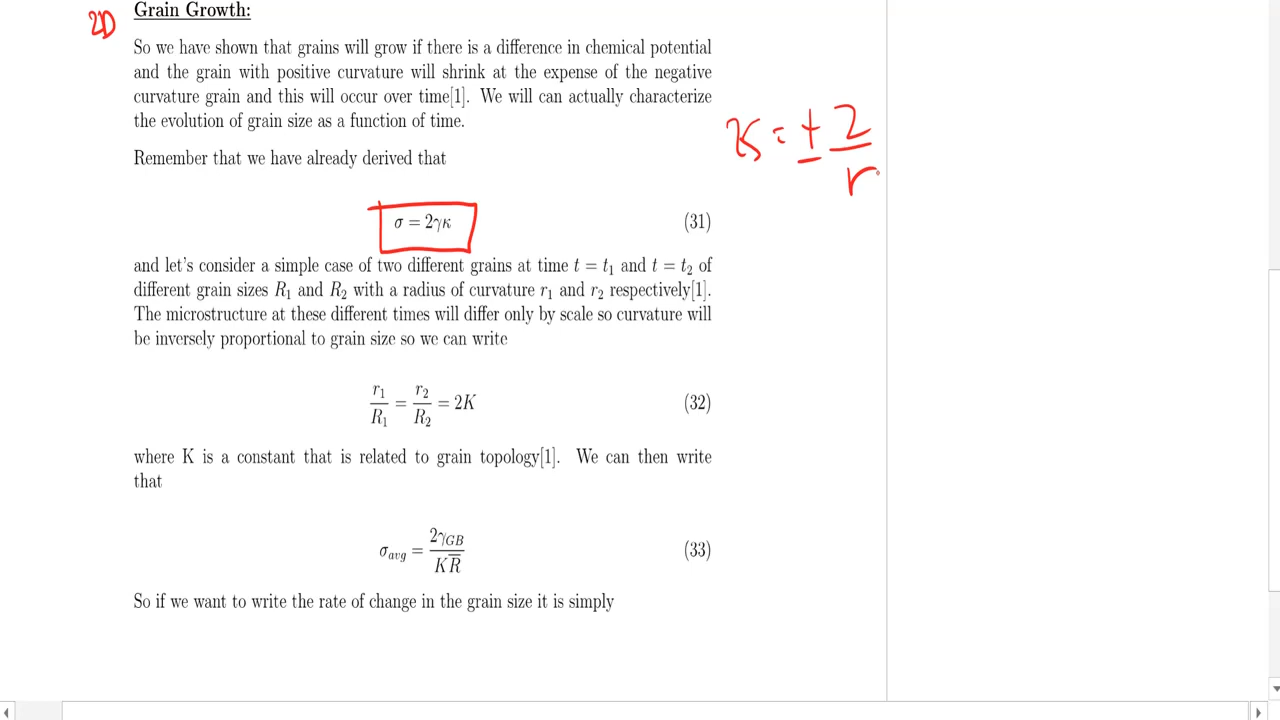 2D
Grain Growth:
So we have shown that grains will grow if there is a difference in chemical potential
and the grain with positive curvature will shrink at the expense of the negative
curvature grain and this will occur over time[1]. We will can actually characterize
the evolution of grain size as a function of time.
Remember that we have already derived that
σ = 2γκ (31)
κ = ± 2/r
and let's consider a simple case of two different grains at time t = t₁ and t = t₂ of
different grain sizes R₁ and R₂ with a radius of curvature r₁ and r₂ respectively[1].
The microstructure at these different times will differ only by scale so curvature will
be inversely proportional to grain size so we can write
r₁/R₁ = r₂/R₂ = 2K (32)
where K is a constant that is related to grain topology[1]. We can then write
that
σ_avg = 2γ_GB/(K R̅) (33)
So if we want to write the rate of change in the grain size it is simply